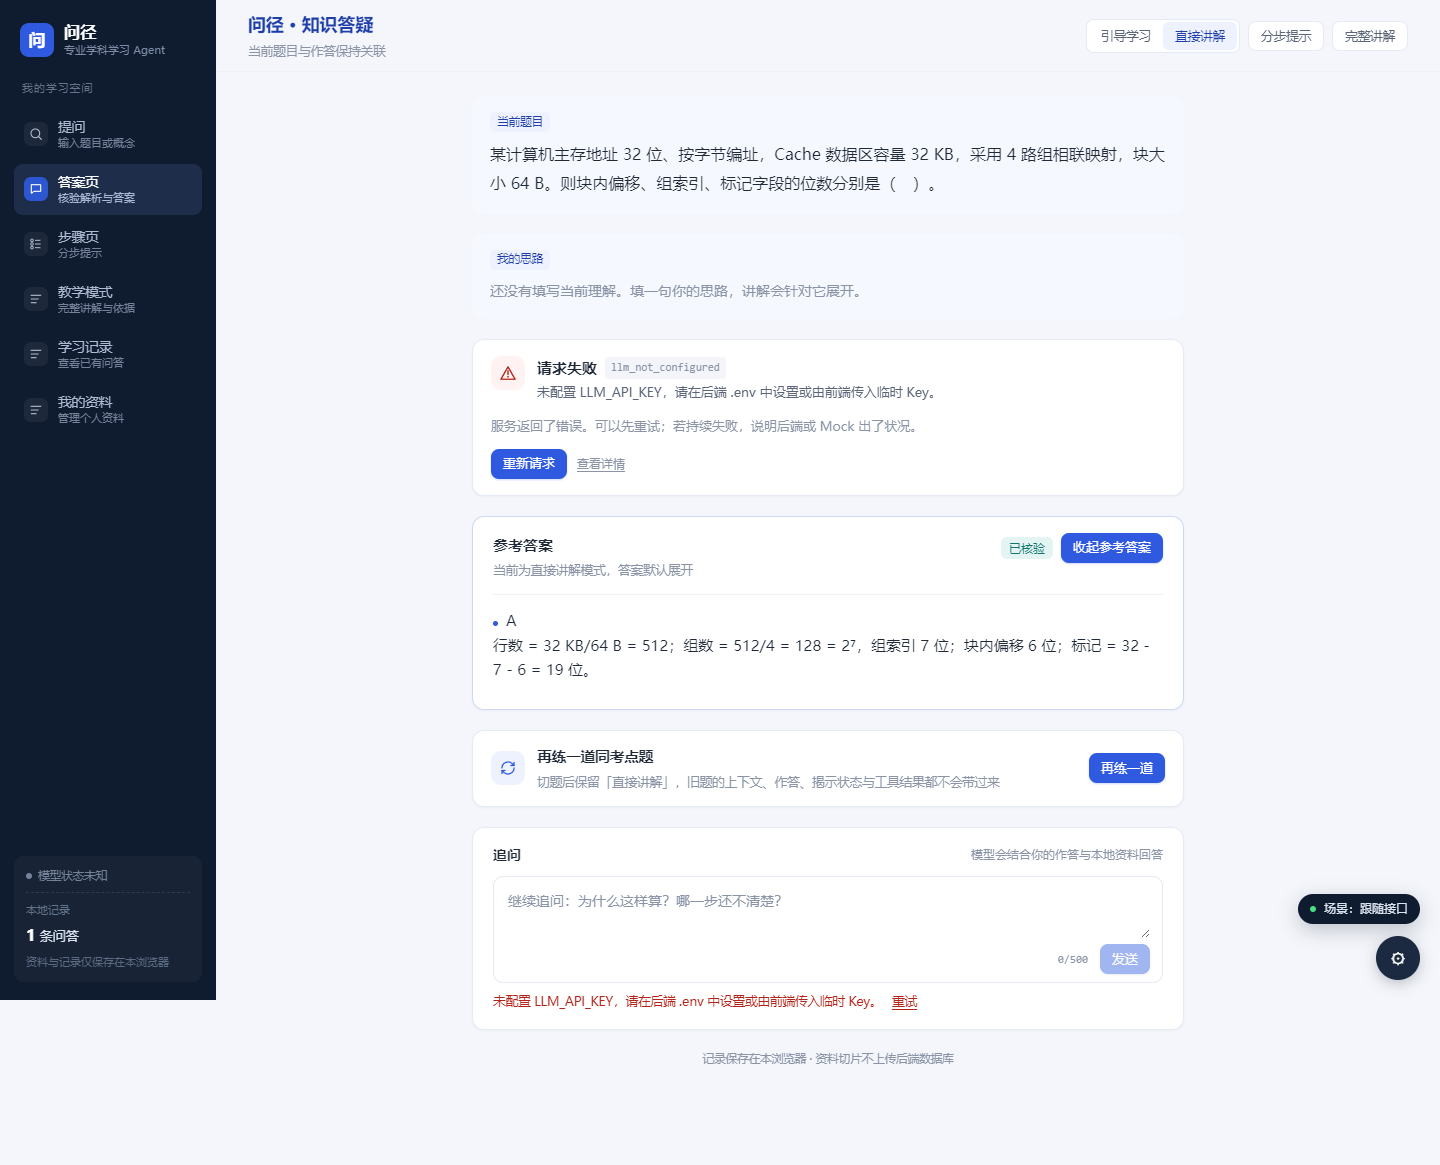 问
问径
专业学科学习 Agent
我的学习空间
提问
输入题目或概念
答案页
核验解析与答案
步骤页
分步提示
教学模式
完整讲解与依据
学习记录
查看已有问答
我的资料
管理个人资料
模型状态未知
本地记录
1 条问答
资料与记录仅保存在本浏览器
问径·知识答疑
当前题目与作答保持关联
引导学习
直接讲解
分步提示
完整讲解
当前题目
某计算机主存地址 32 位、按字节编址，Cache 数据区容量 32 KB，采用 4 路组相联映射，块大
小 64 B。则块内偏移、组索引、标记字段的位数分别是（ ）。
我的思路
还没有填写当前理解。填一句你的思路，讲解会针对它展开。
请求失败 llm_not_configured
未配置 LLM_API_KEY，请在后端 .env 中设置或由前端传入临时 Key。
服务返回了错误。可以先重试；若持续失败，说明后端或 Mock 出了状况。
重新请求 查看详情
参考答案
已核验 收起参考答案
当前为直接讲解模式，答案默认展开
A
行数 = 32 KB/64 B = 512；组数 = 512/4 = 128 = 2⁷，组索引 7 位；块内偏移 6 位；标记 = 32 -
7 - 6 = 19 位。
再练一道同考点题
切题后保留「直接讲解」，旧题的上下文、作答、揭示状态与工具结果都不会带过来
再练一道
追问
模型会结合你的作答与本地资料回答
继续追问：为什么这样算？哪一步还不清楚？
0/500 发送
未配置 LLM_API_KEY，请在后端 .env 中设置或由前端传入临时 Key。 重试
记录保存在本浏览器 · 资料切片不上传后端数据库
场景：跟随接口